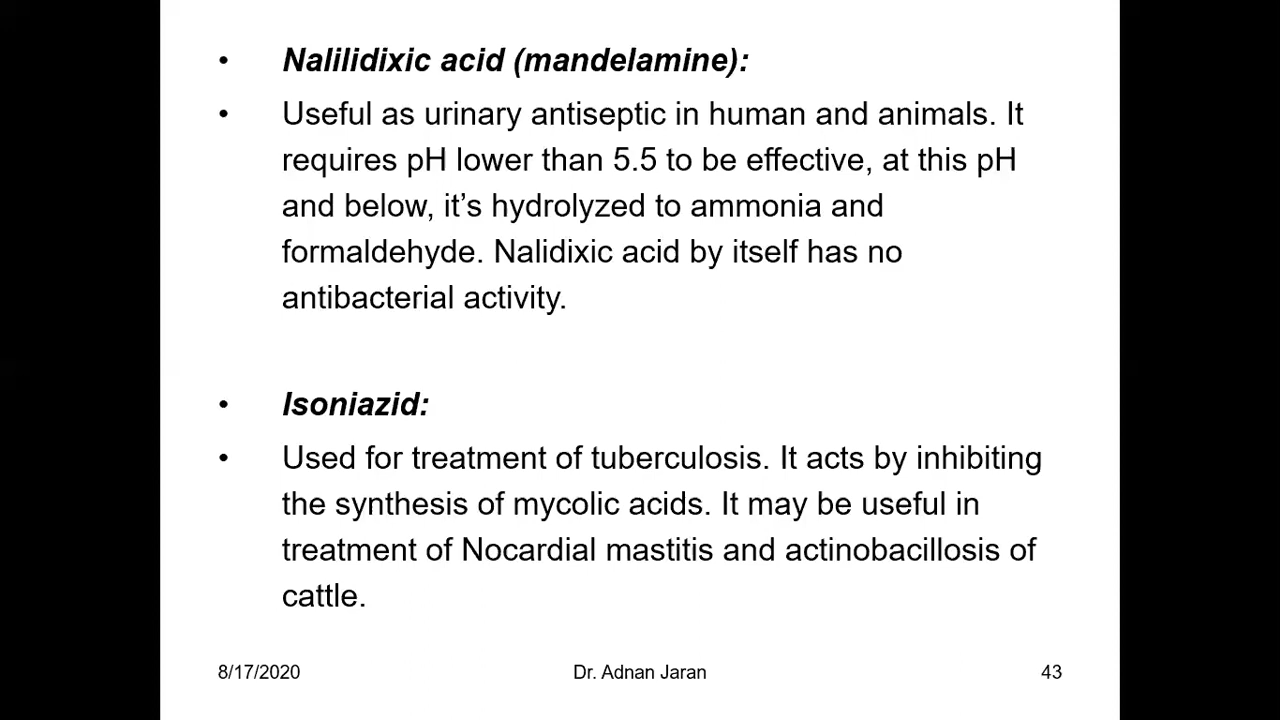 • Nalilidixic acid (mandelamine):
• Useful as urinary antiseptic in human and animals. It
requires pH lower than 5.5 to be effective, at this pH
and below, it’s hydrolyzed to ammonia and
formaldehyde. Nalidixic acid by itself has no
antibacterial activity.
• Isoniazid:
• Used for treatment of tuberculosis. It acts by inhibiting
the synthesis of mycolic acids. It may be useful in
treatment of Nocardial mastitis and actinobacillosis of
cattle.
8/17/2020 Dr. Adnan Jaran 43